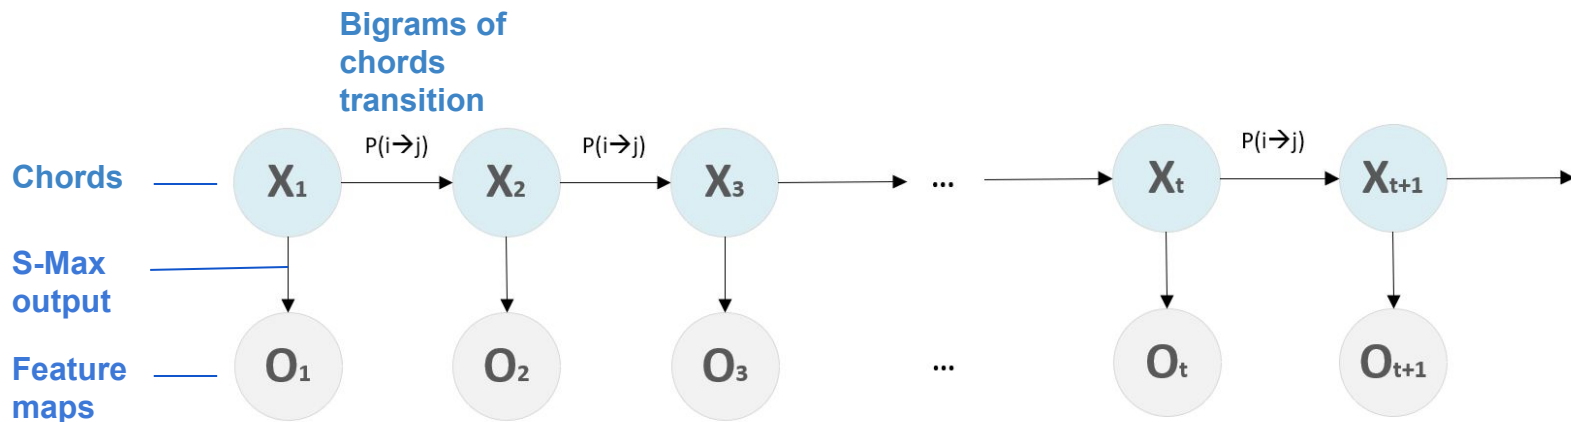 Bigrams of
chords
transition
P(i→j) P(i→j) P(i→j)
Chords X₁ X₂ X₃ ... Xₜ Xₜ₊₁
S-Max
output
Feature
maps
O₁ O₂ O₃ ... Oₜ Oₜ₊₁